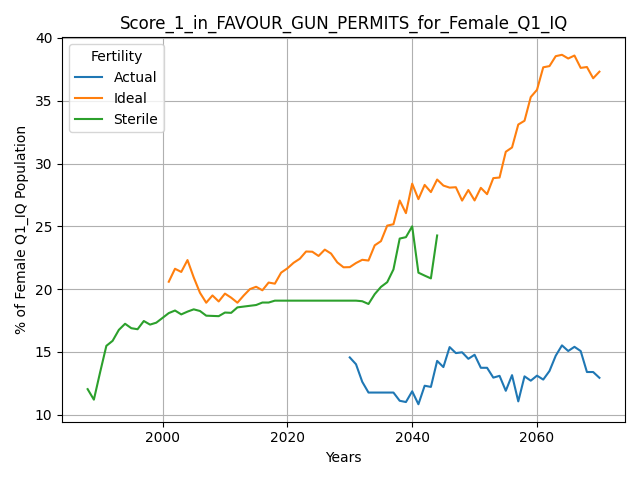 Score_1_in_FAVOUR_GUN_PERMITS_for_Female_Q1_IQ
% of Female Q1_IQ Population
40
35
30
25
20
15
10
Fertility
Actual
Ideal
Sterile
2000
2020
2040
2060
Years